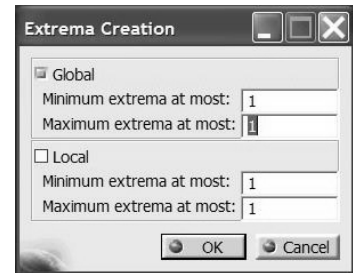 Extrema Creation
Global
Minimum extrema at most: 1
Maximum extrema at most: 1
Local
Minimum extrema at most: 1
Maximum extrema at most: 1
OK Cancel